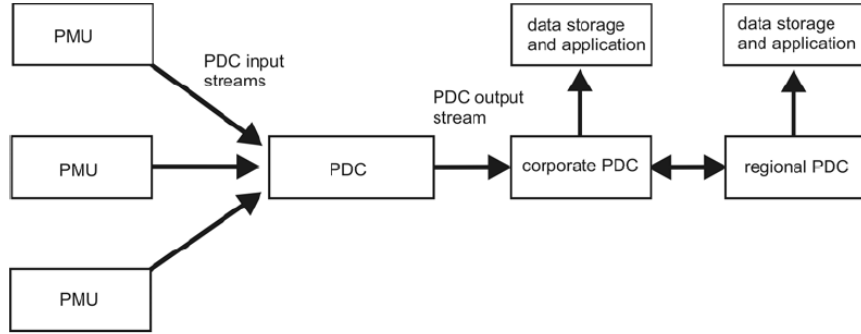 PMU
PDC input
streams
PMU
PMU
PDC
PDC output
stream
data storage
and application
corporate PDC
data storage
and application
regional PDC